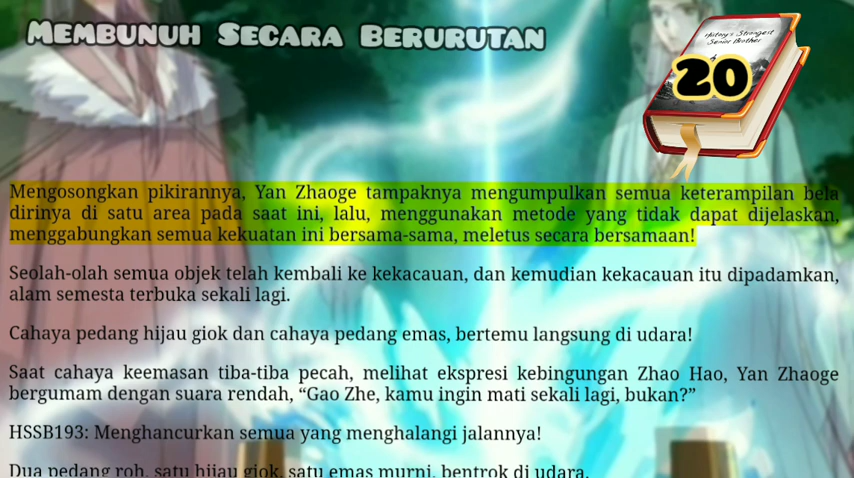 Membunuh Secara Berurutan
History's Strongest
Senior Brother
20
Mengosongkan pikirannya, Yan Zhaoge tampaknya mengumpulkan semua keterampilan bela
dirinya di satu area pada saat ini, lalu, menggunakan metode yang tidak dapat dijelaskan,
menggabungkan semua kekuatan ini bersama-sama, meletus secara bersamaan!
Seolah-olah semua objek telah kembali ke kekacauan, dan kemudian kekacauan itu dipadamkan,
alam semesta terbuka sekali lagi.
Cahaya pedang hijau giok dan cahaya pedang emas, bertemu langsung di udara!
Saat cahaya keemasan tiba-tiba pecah, melihat ekspresi kebingungan Zhao Hao, Yan Zhaoge
bergumam dengan suara rendah, “Gao Zhe, kamu ingin mati sekali lagi, bukan?”
HSSB193: Menghancurkan semua yang menghalangi jalannya!
Dua pedang roh, satu hijau giok, satu emas murni, bentrok di udara.